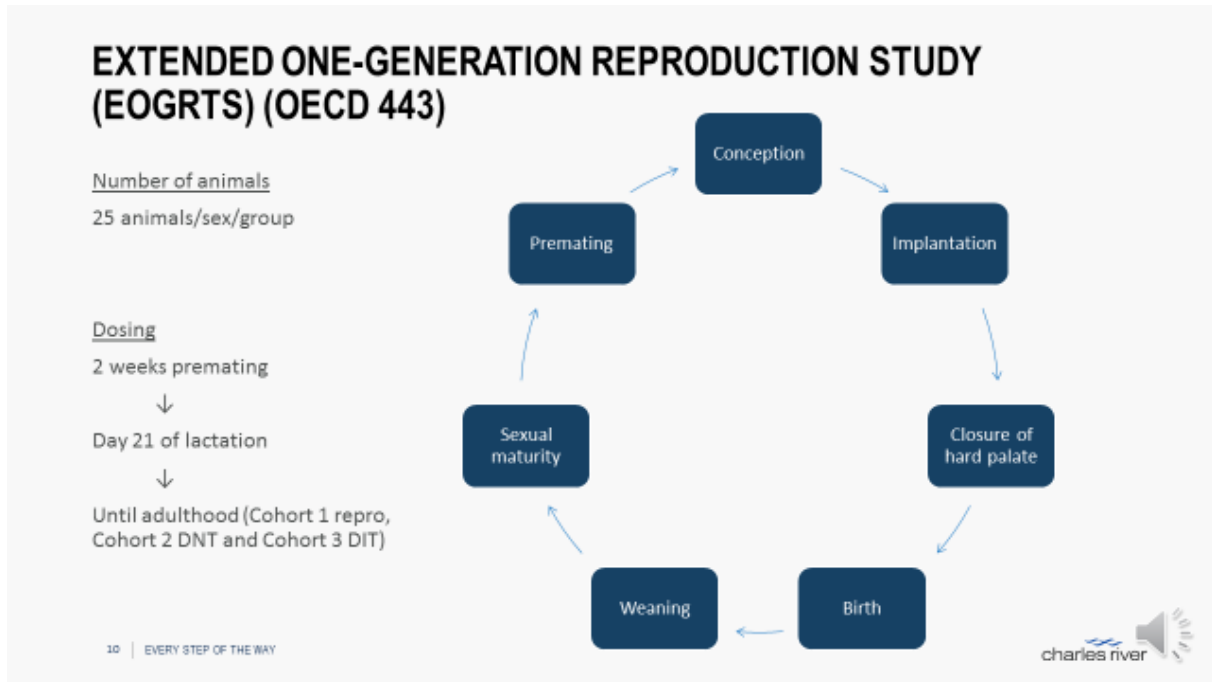 EXTENDED ONE-GENERATION REPRODUCTION STUDY
(EOGRTS) (OECD 443)
Number of animals
25 animals/sex/group
Dosing
2 weeks premating
↓
Day 21 of lactation
↓
Until adulthood (Cohort 1 repro,
Cohort 2 DNT and Cohort 3 DIT)
Conception
Implantation
Closure of
hard palate
Birth
Weaning
Sexual
maturity
Premating
10 | EVERY STEP OF THE WAY
charles river